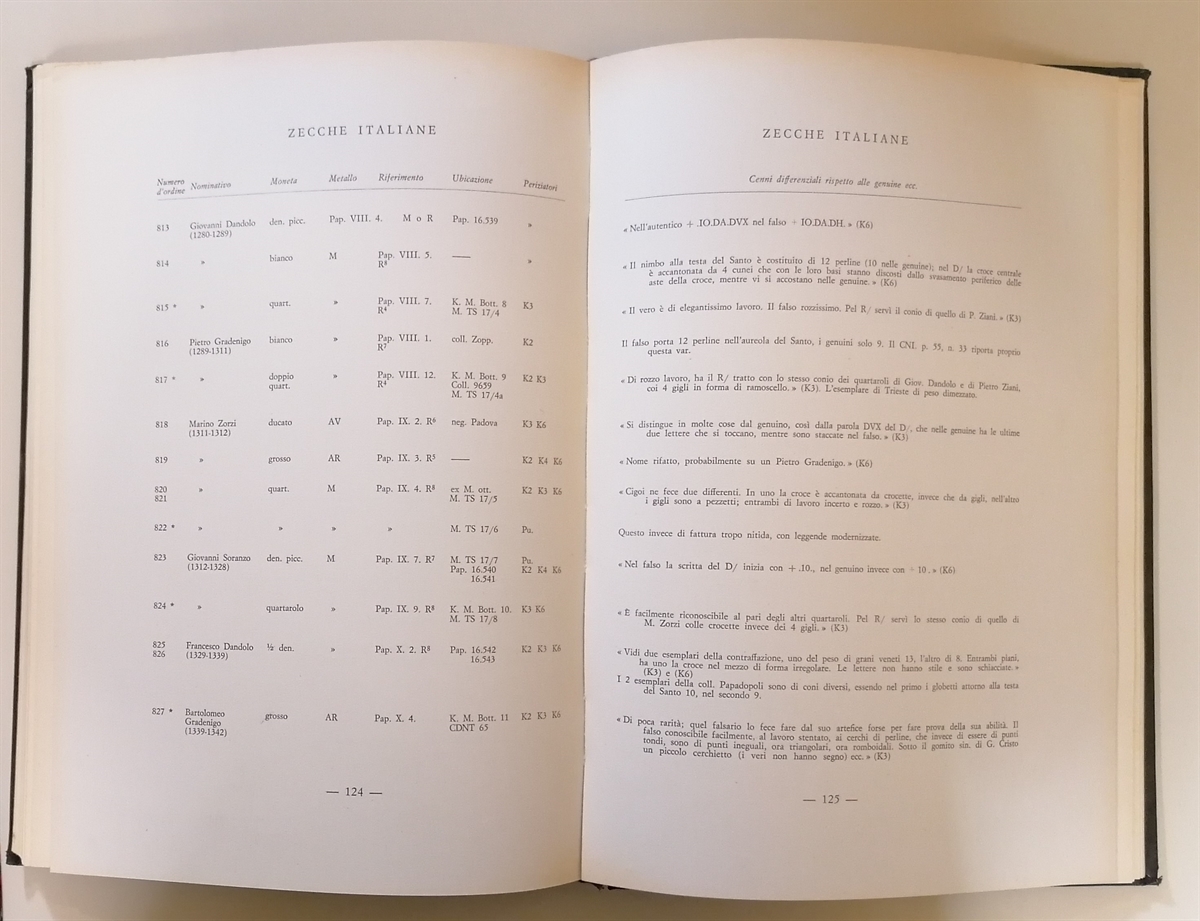 ZECCHE ITALIANE
Numero d'ordine Nominativo Moneta Metallo Riferimento Ubicazione Periziatori
813 Giovanni Dandolo den. picc. Pap. VIII. 4. M o R Pap. 16.539 »
(1280-1289)
814 » bianco M Pap. VIII. 5. —— »
R⁸
815 * » quart. » Pap. VIII. 7. K. M. Bott. 8 K3
R⁴ M. TS 17/4
816 Pietro Gradenigo bianco » Pap. VIII. 1. coll. Zopp. K2
(1289-1311) R⁷
817 * » doppio » Pap. VIII. 12. K. M. Bott. 9 K2 K3
quart. R⁴ Coll. 9659
M. TS 17/4a
818 Marino Zorzi ducato AV Pap. IX. 2. R⁶ neg. Padova K3 K6
(1311-1312)
819 » grosso AR Pap. IX. 3. R⁵ —— K2 K4 K6
820 » quart. M Pap. IX. 4. R⁸ ex M. ott. K2 K3 K6
821 M. TS 17/5
822 * » » » » M. TS 17/6 Pu.
823 Giovanni Soranzo den. picc. M Pap. IX. 7. R⁷ M. TS 17/7 Pu.
(1312-1328) Pap. 16.540 K2 K4 K6
16.541
824 * » quartarolo » Pap. IX. 9. R⁸ K. M. Bott. 10. K3 K6
M. TS 17/8
825 Francesco Dandolo ½ den. » Pap. X. 2. R⁸ Pap. 16.542 K2 K3 K6
826 (1329-1339) 16.543
827 * Bartolomeo grosso AR Pap. X. 4. K. M. Bott. 11 K2 K3 K6
Gradenigo CDNT 65
(1339-1342)
— 124 —
ZECCHE ITALIANE
Cenni differenziali rispetto alle genuine ecc.
« Nell'autentico + .IO.DA.DVX nel falso + IO.DA.DH. » (K6)
« Il nimbo alla testa del Santo è costituito di 12 perline (10 nelle genuine); nel D/ la croce centrale
è accantonata da 4 cunei che con le loro basi stanno discosti dallo svasamento periferico delle
aste della croce, mentre vi si accostano nelle genuine. » (K6)
« Il vero è di elegantissimo lavoro. Il falso rozzissimo. Pel R/ servì il conio di quello di P. Ziani. » (K3)
Il falso porta 12 perline nell'aureola del Santo, i genuini solo 9. Il CNI. p. 55, n. 33 riporta proprio
questa var.
« Di rozzo lavoro, ha il R/ tratto con lo stesso conio dei quartaroli di Giov. Dandolo e di Pietro Ziani,
coi 4 gigli in forma di ramoscello. » (K3). L'esemplare di Trieste di peso dimezzato.
« Si distingue in molte cose dal genuino, così dalla parola DVX del D/, che nelle genuine ha le ultime
due lettere che si toccano, mentre sono staccate nel falso. » (K3)
« Nome rifatto, probabilmente su un Pietro Gradenigo. » (K6)
« Cigoi ne fece due differenti. In uno la croce è accantonata da crocette, invece che da gigli, nell'altro
i gigli sono a pezzetti; entrambi di lavoro incerto e rozzo. » (K3)
Questo invece di fattura tropo nitida, con leggende modernizzate.
« Nel falso la scritta del D/ inizia con + .10., nel genuino invece con + 10 . » (K6)
« È facilmente riconoscibile al pari degli altri quartaroli. Pel R/ servì lo stesso conio di quello di
M. Zorzi colle crocette invece dei 4 gigli. » (K3)
« Vidi due esemplari della contraffazione, uno del peso di grani veneti 13, l'altro di 8. Entrambi piani,
ha uno la croce nel mezzo di forma irregolare. Le lettere non hanno stile e sono schiacciate. »
(K3) e (K6)
I 2 esemplari della coll. Papadopoli sono di coni diversi, essendo nel primo i globetti attorno alla testa
del Santo 10, nel secondo 9.
« Di poca rarità; quel falsario lo fece fare dal suo artefice forse per fare prova della sua abilità. Il
falso conoscibile facilmente, al lavoro stentato, ai cerchi di perline, che invece di essere di punti
tondi, sono di punti ineguali, ora triangolari, ora romboidali. Sotto il gomito sin. di G. Cristo
un piccolo cerchietto (i veri non hanno segno) ecc. » (K3)
— 125 —